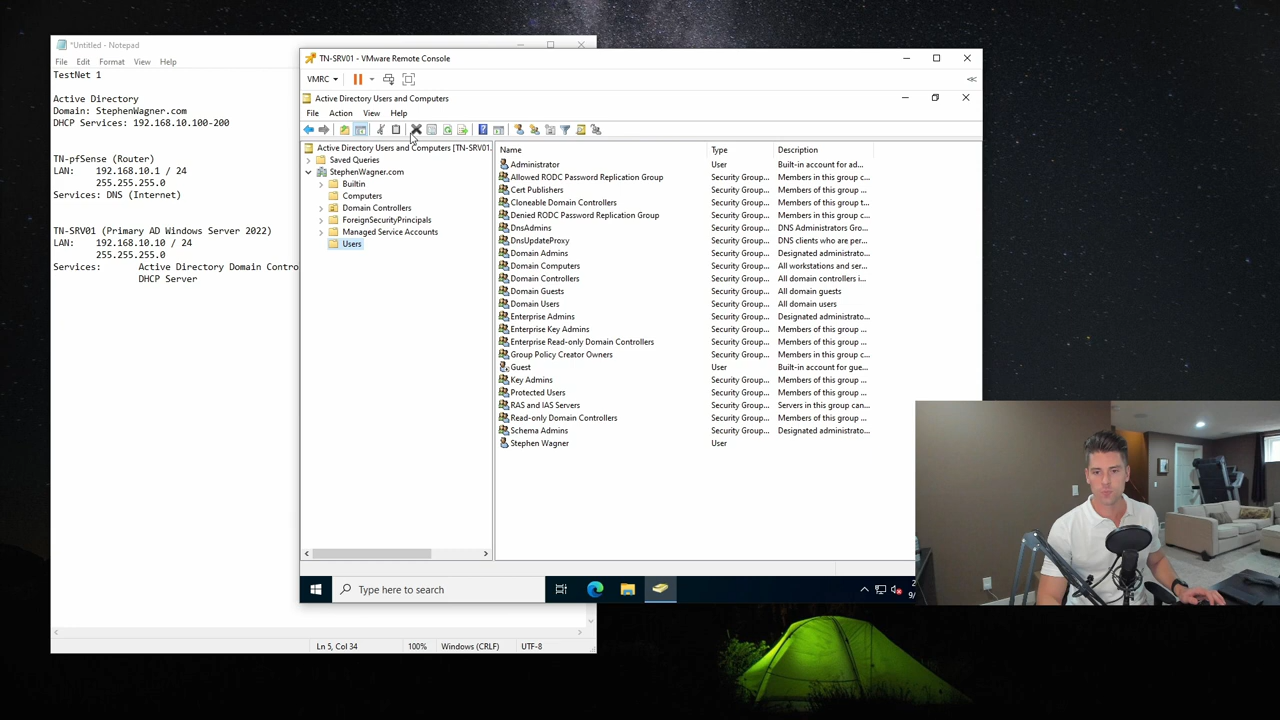 *Untitled - Notepad
File Edit Format View Help
TestNet 1
Active Directory
Domain: StephenWagner.com
DHCP Services: 192.168.10.100-200
TN-pfSense (Router)
LAN: 192.168.10.1 / 24
255.255.255.0
Services: DNS (Internet)
TN-SRV01 (Primary AD Windows Server 2022)
LAN: 192.168.10.10 / 24
255.255.255.0
Services: Active Directory Domain Contro
DHCP Server
Ln 5, Col 34 100% Windows (CRLF) UTF-8
TN-SRV01 - VMware Remote Console
VMRC
Active Directory Users and Computers
File Action View Help
Active Directory Users and Computers [TN-SRV01.
Saved Queries
StephenWagner.com
Builtin
Computers
Domain Controllers
ForeignSecurityPrincipals
Managed Service Accounts
Users
Name Type Description
Administrator User Built-in account for ad...
Allowed RODC Password Replication Group Security Group... Members in this group c...
Cert Publishers Security Group... Members of this group ...
Cloneable Domain Controllers Security Group... Members of this group t...
Denied RODC Password Replication Group Security Group... Members in this group c...
DnsAdmins Security Group... DNS Administrators Gro...
DnsUpdateProxy Security Group... DNS clients who are per...
Domain Admins Security Group... Designated administrato...
Domain Computers Security Group... All workstations and ser...
Domain Controllers Security Group... All domain controllers i...
Domain Guests Security Group... All domain guests
Domain Users Security Group... All domain users
Enterprise Admins Security Group... Designated administrato...
Enterprise Key Admins Security Group... Members of this group ...
Enterprise Read-only Domain Controllers Security Group... Members of this group ...
Group Policy Creator Owners Security Group... Members in this group c...
Guest User Built-in account for gue...
Key Admins Security Group... Members of this group ...
Protected Users Security Group... Members of this group ...
RAS and IAS Servers Security Group... Servers in this group can...
Read-only Domain Controllers Security Group... Members of this group ...
Schema Admins Security Group... Designated administrato...
Stephen Wagner User
Type here to search
2
9/